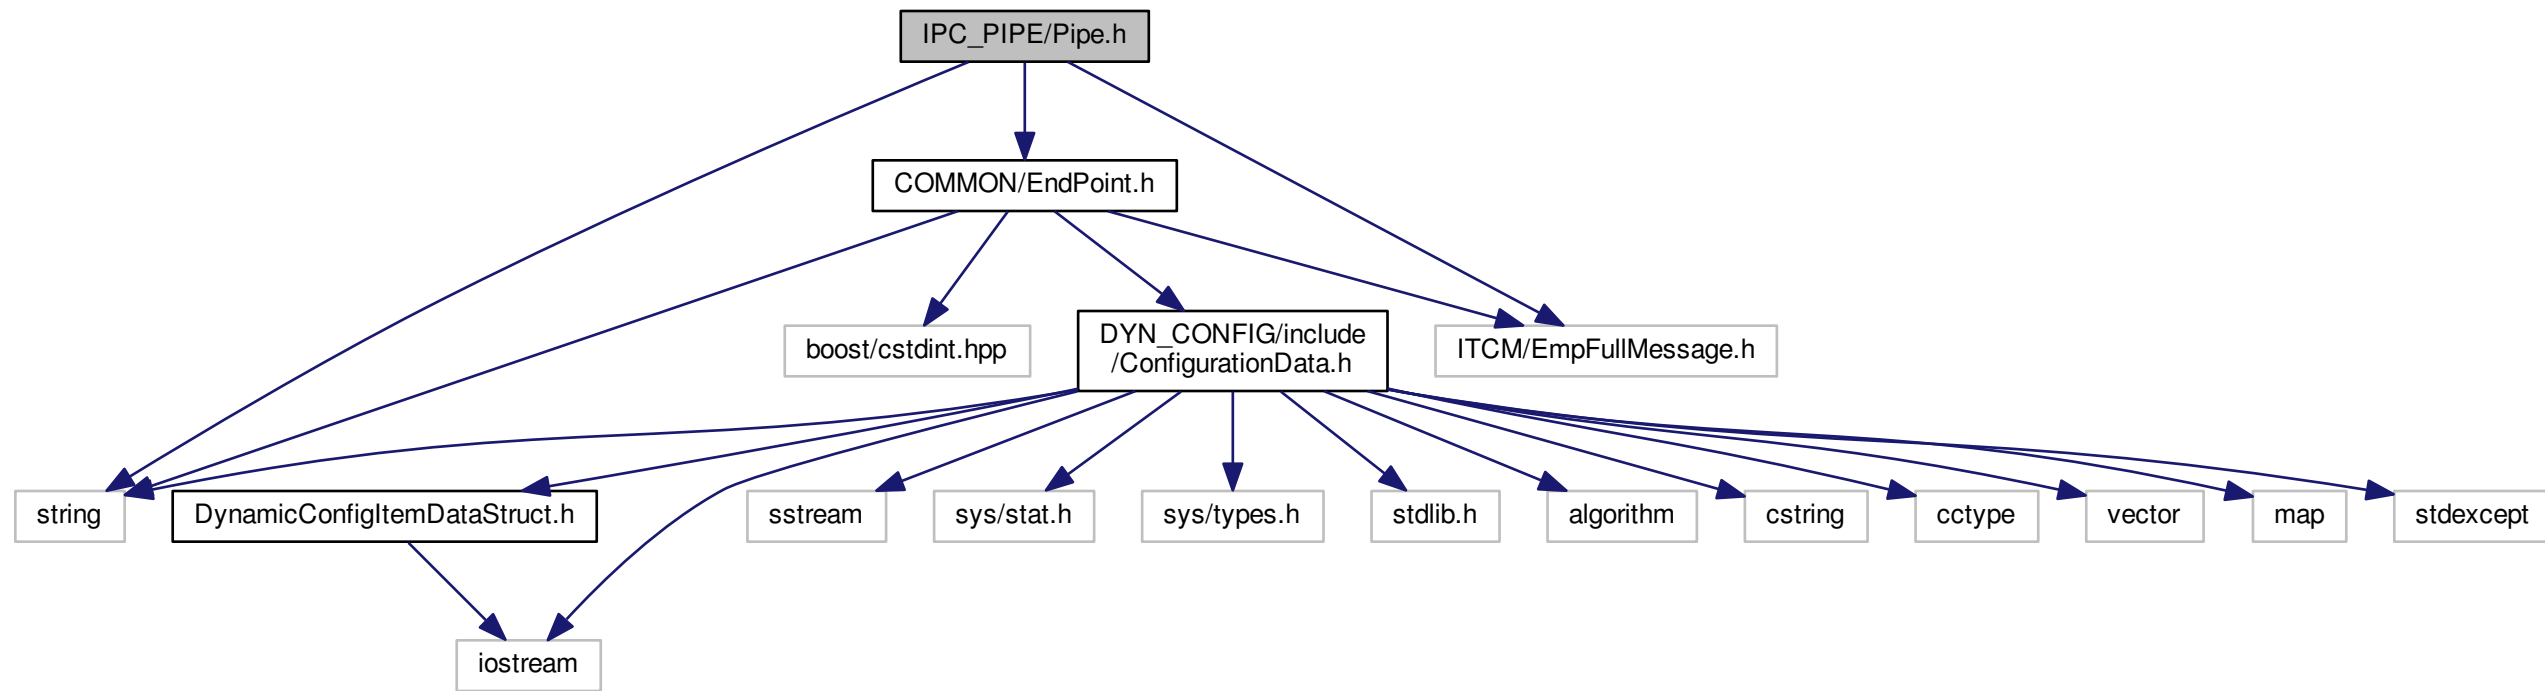 IPC_PIPE/Pipe.h
COMMON/EndPoint.h
boost/cstdint.hpp
DYN_CONFIG/include
/ConfigurationData.h
ITCM/EmpFullMessage.h
string
DynamicConfigItemDataStruct.h
sstream
sys/stat.h
sys/types.h
stdlib.h
algorithm
cstring
cctype
vector
map
stdexcept
iostream